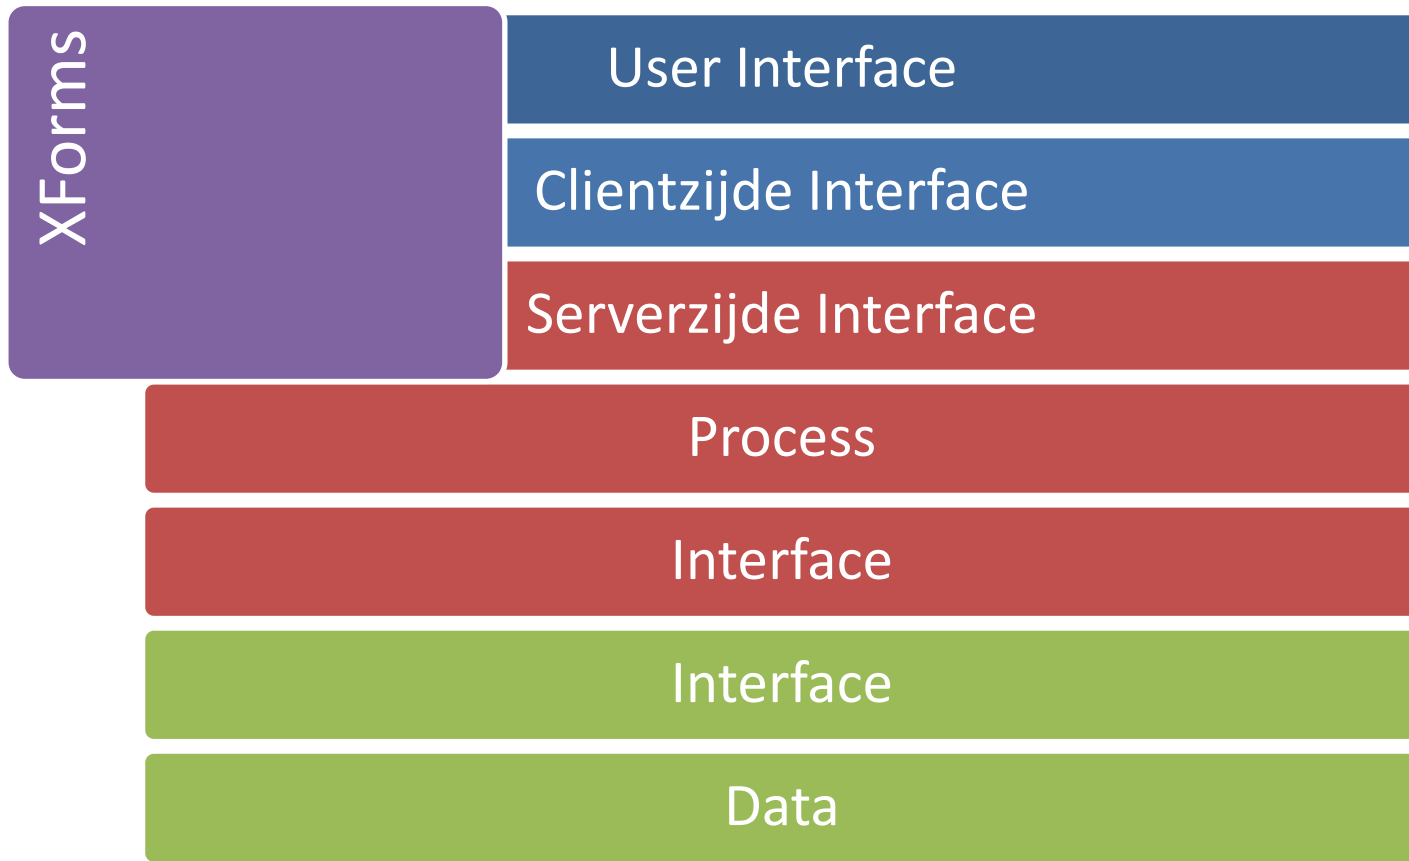 XForms
User Interface
Clientzijde Interface
Serverzijde Interface
Process
Interface
Interface
Data